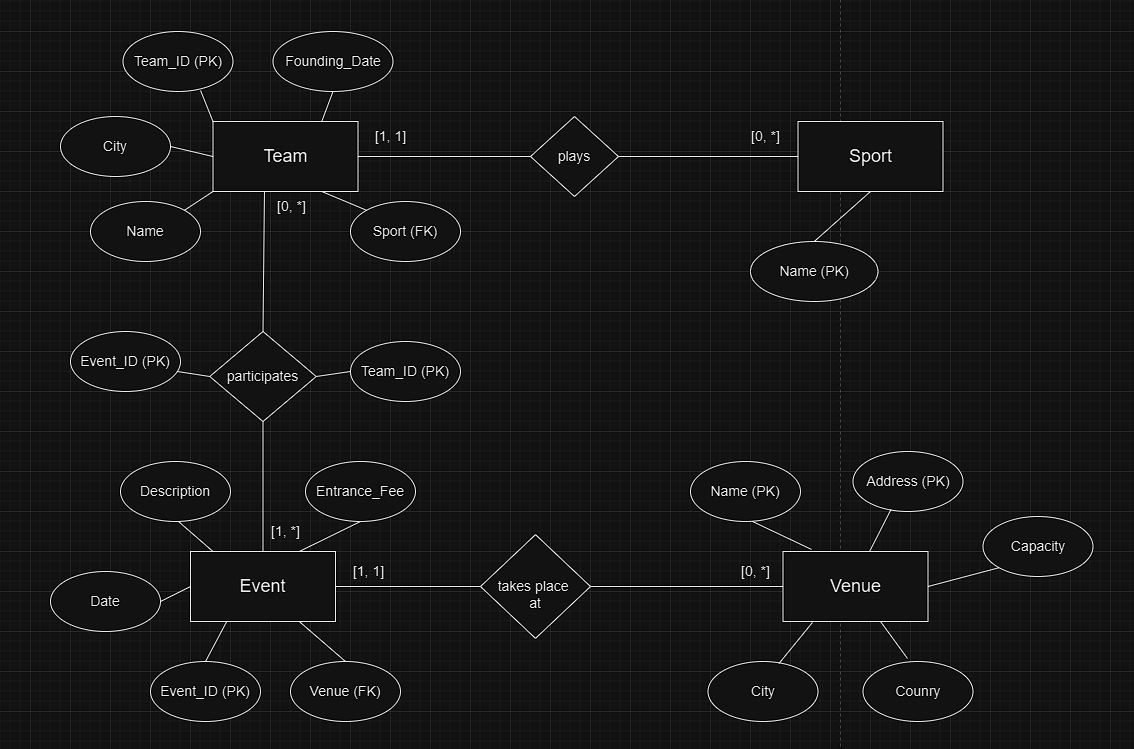 Team_ID (PK)
Founding_Date
City
[1, 1]
[0, *]
Team
plays
Sport
[0, *]
Name
Sport (FK)
Name (PK)
Event_ID (PK)
participates
Team_ID (PK)
Description
Entrance_Fee
Name (PK)
Address (PK)
[1, *]
Capacity
[1, 1]
[0, *]
Event
takes place
at
Venue
Date
Event_ID (PK)
Venue (FK)
City
Counry